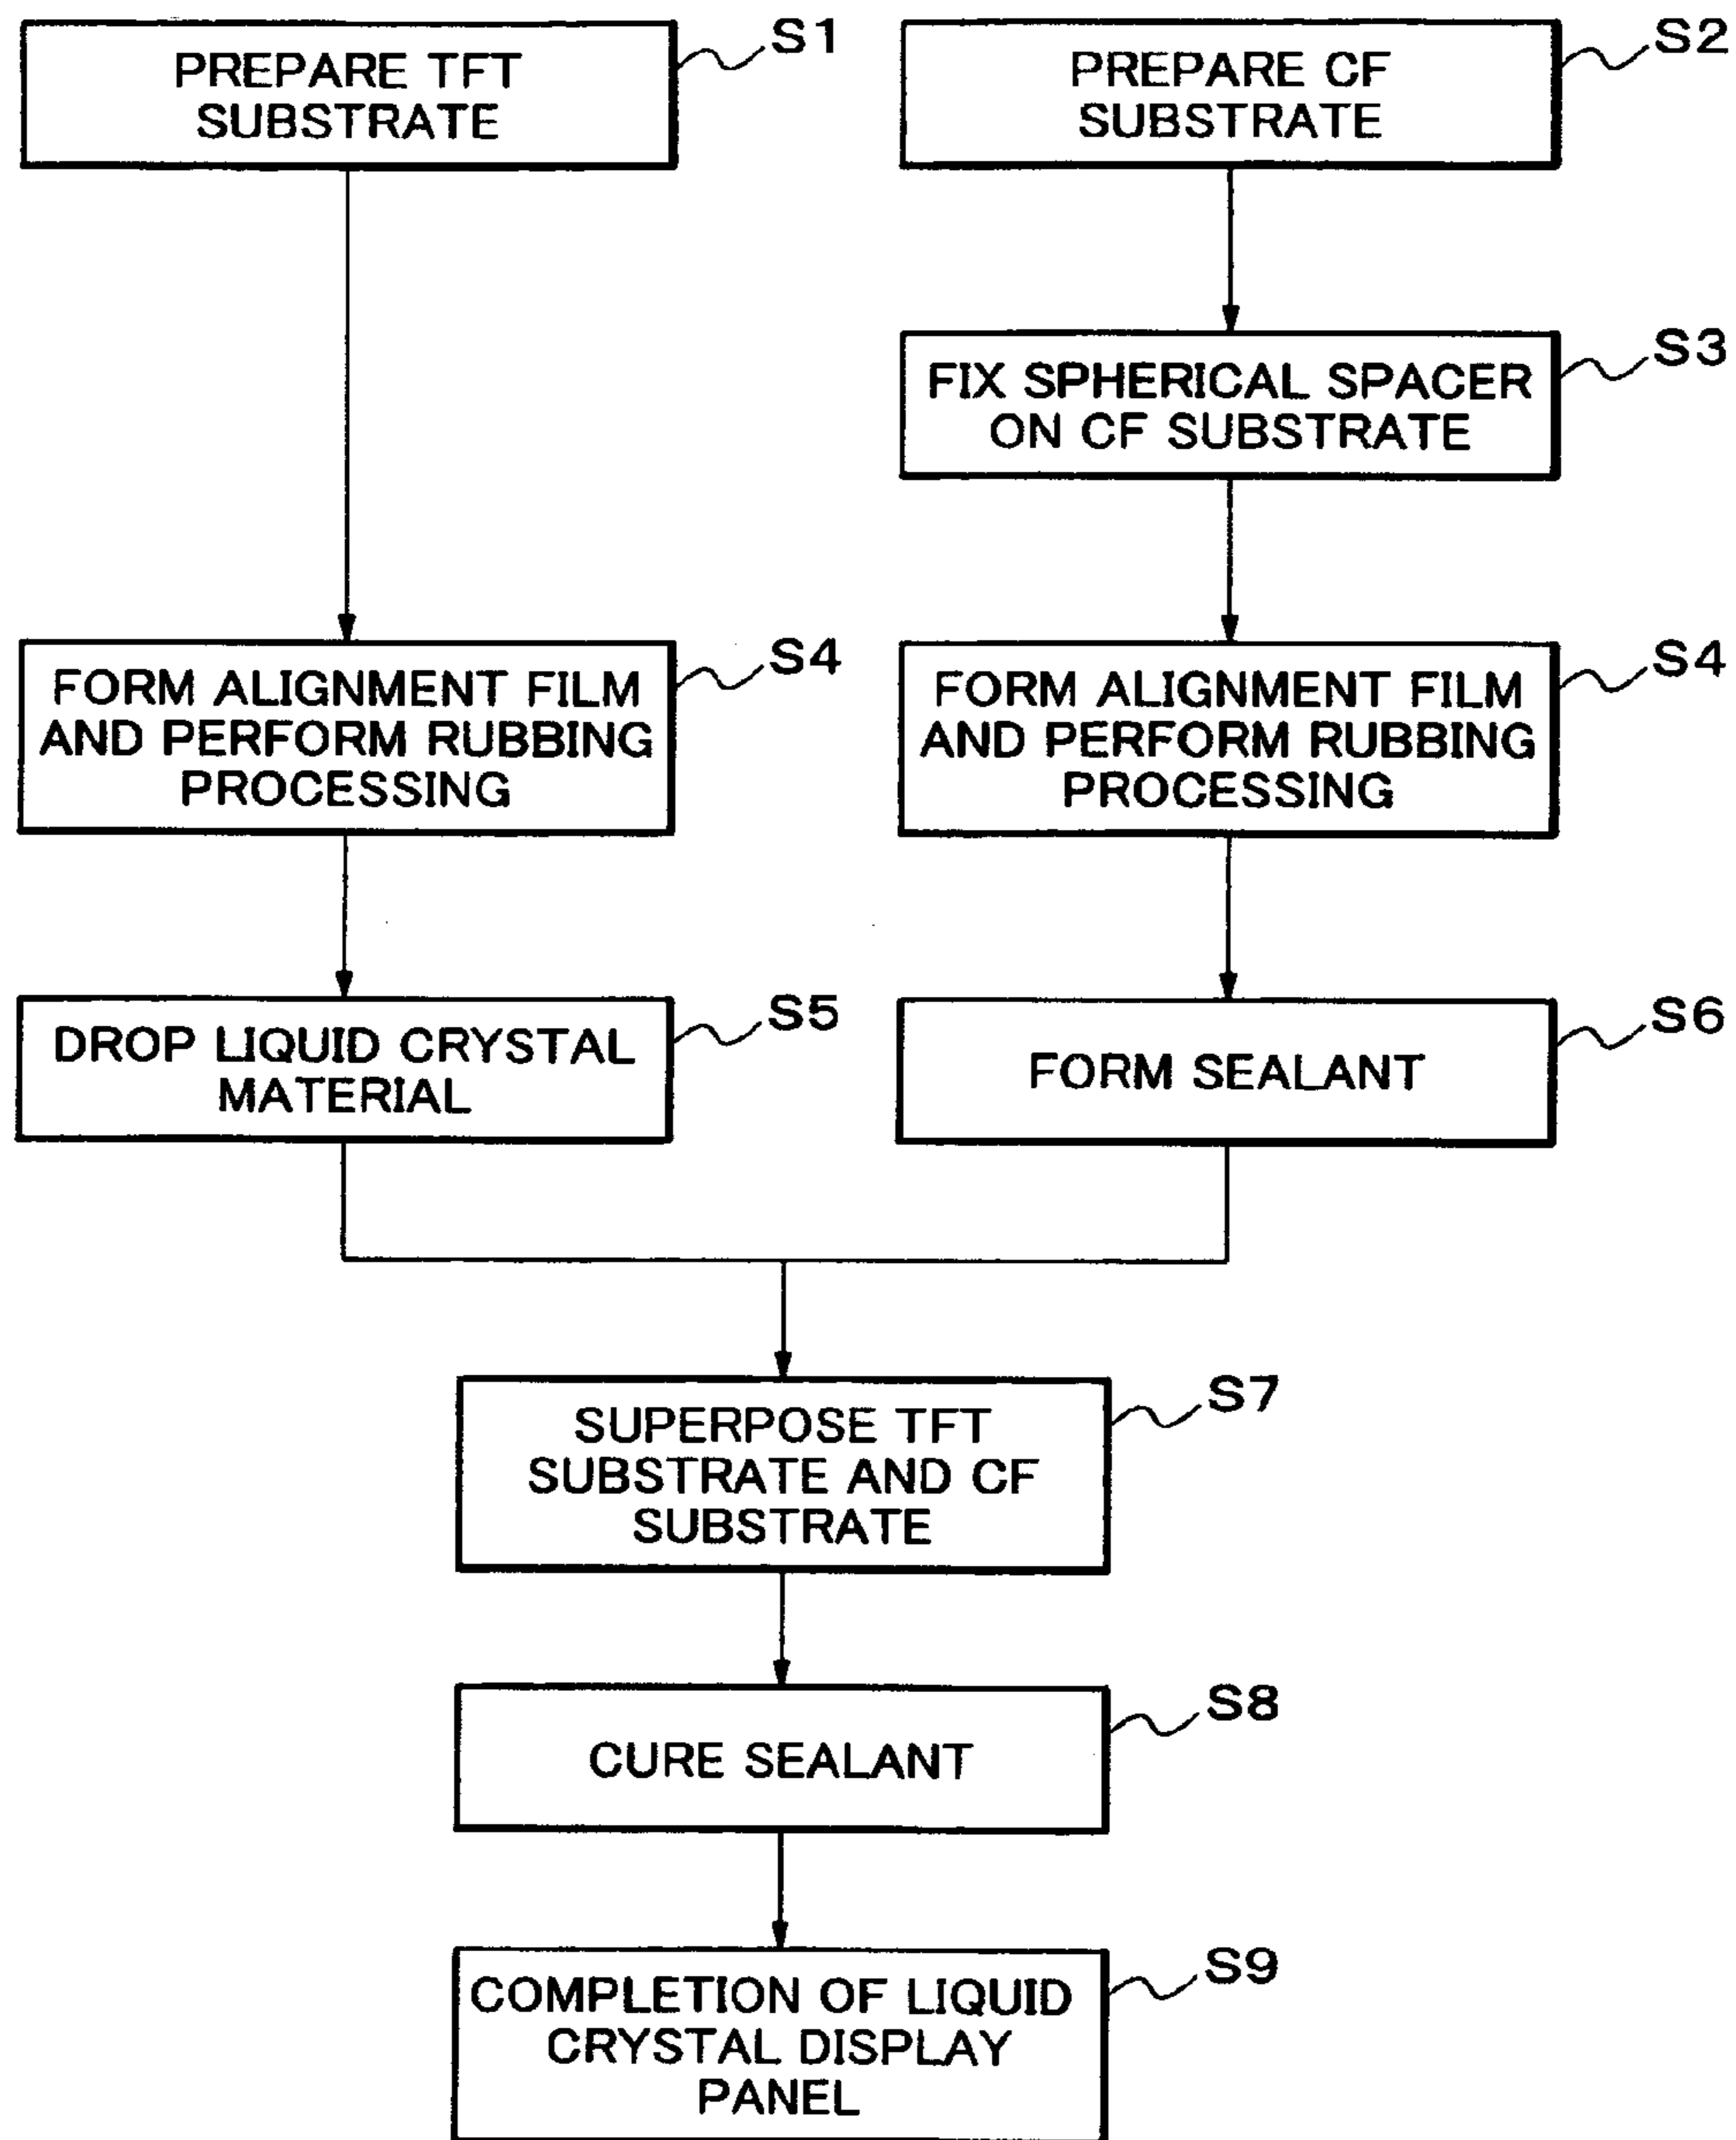 PREPARE TFT
SUBSTRATE
S1
PREPARE CF
SUBSTRATE
S2
FIX SPHERICAL SPACER
ON CF SUBSTRATE
S3
FORM ALIGNMENT FILM
AND PERFORM RUBBING
PROCESSING
S4
FORM ALIGNMENT FILM
AND PERFORM RUBBING
PROCESSING
S4
DROP LIQUID CRYSTAL
MATERIAL
S5
FORM SEALANT
S6
SUPERPOSE TFT
SUBSTRATE AND CF
SUBSTRATE
S7
CURE SEALANT
S8
COMPLETION OF LIQUID
CRYSTAL DISPLAY
PANEL
S9